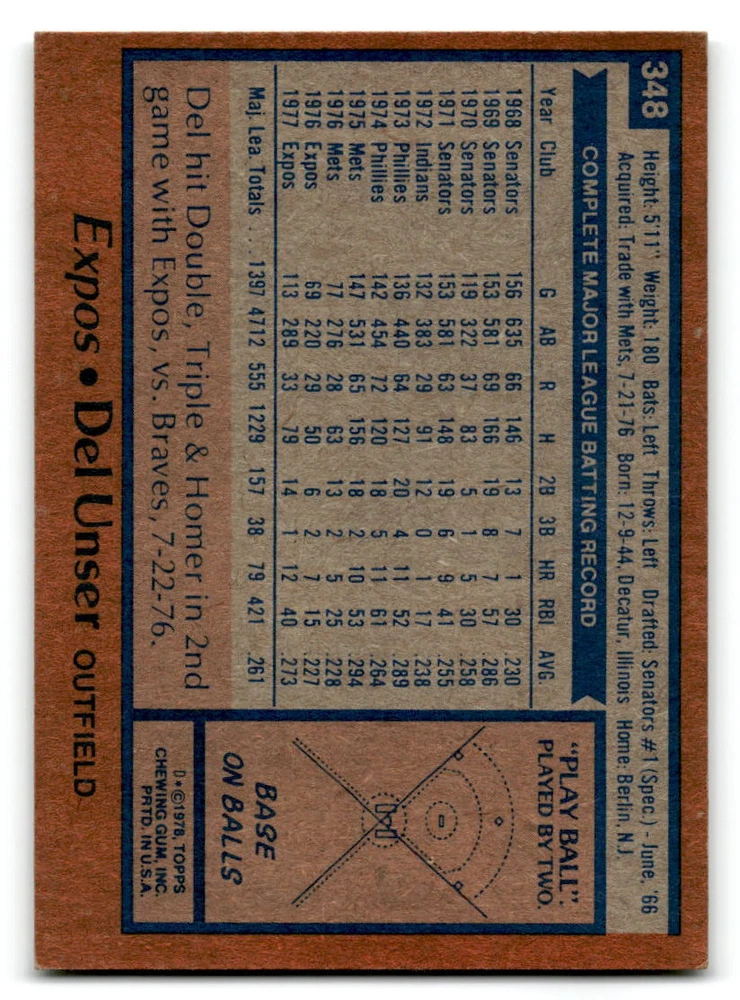 348
Height: 5'11" Weight: 180 Bats: Left Throws: Left Drafted: Senators #1 (Spec.) - June, '66
Acquired: Trade with Mets, 7-21-76 Born: 12-9-44, Decatur, Illinois Home: Berlin, N.J.
COMPLETE MAJOR LEAGUE BATTING RECORD
Year Club G AB R H 2B 3B HR RBI AVG.
1968 Senators 156 635 66 146 13 7 1 30 .230
1969 Senators 153 581 69 166 19 8 7 57 .286
1970 Senators 119 322 37 83 5 1 5 30 .258
1971 Senators 153 581 63 148 19 6 9 41 .255
1972 Indians 132 383 29 91 12 0 1 17 .238
1973 Phillies 136 440 64 127 20 4 11 52 .289
1974 Phillies 142 454 72 120 18 5 11 61 .264
1975 Mets 147 531 65 156 18 2 10 53 .294
1976 Mets 77 276 28 63 13 2 5 25 .228
1976 Expos 69 220 29 50 6 2 7 15 .227
1977 Expos 113 289 33 79 14 1 12 40 .273
Maj. Lea. Totals . . . 1397 4712 555 1229 157 38 79 421 .261
Del hit Double, Triple & Homer in 2nd
game with Expos, vs. Braves, 7-22-76.
"PLAY BALL".
PLAYED BY TWO.
BASE
ON BALLS
D*©1978, TOPPS
CHEWING GUM, INC.
PRTD. IN U.S.A.
Expos • Del Unser OUTFIELD